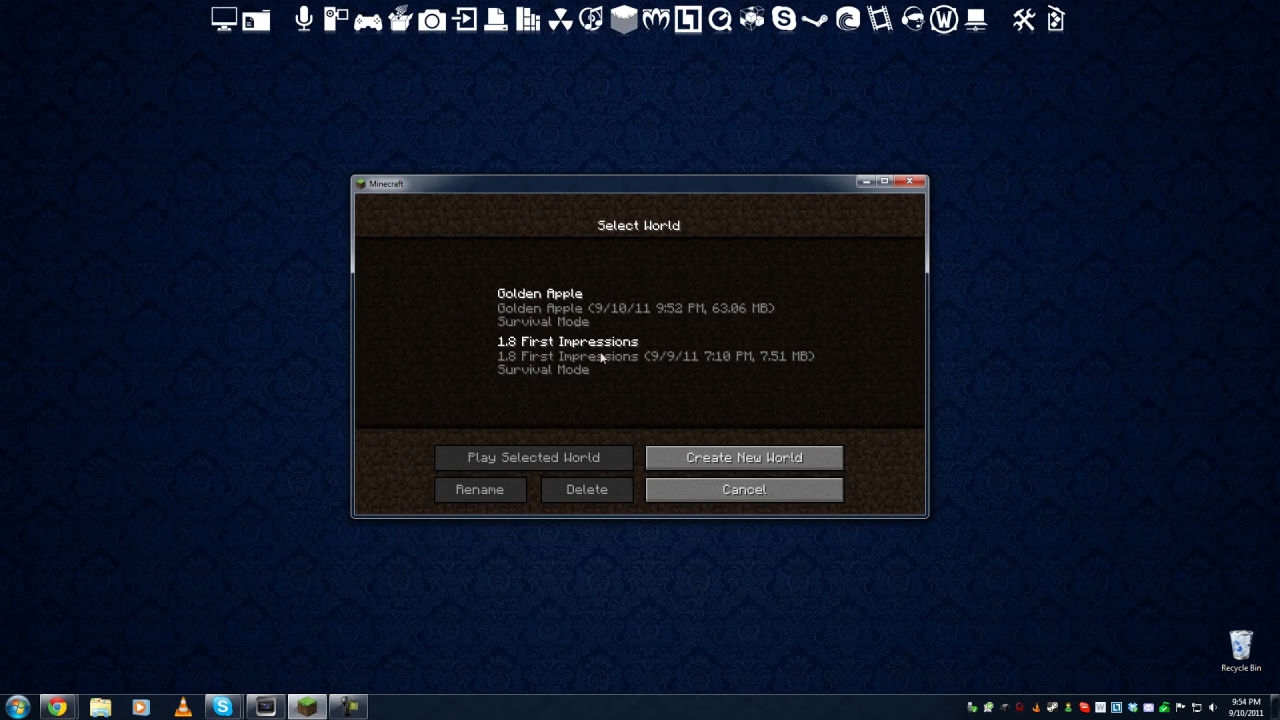 Minecraft
Select World
Golden Apple
Golden Apple (9/10/11 9:52 PM, 63.06 MB)
Survival Mode
1.8 First Impressions
1.8 First Impressions (9/9/11 7:10 PM, 7.51 MB)
Survival Mode
Play Selected World
Create New World
Rename
Delete
Cancel
Recycle Bin
9:54 PM
9/10/2011